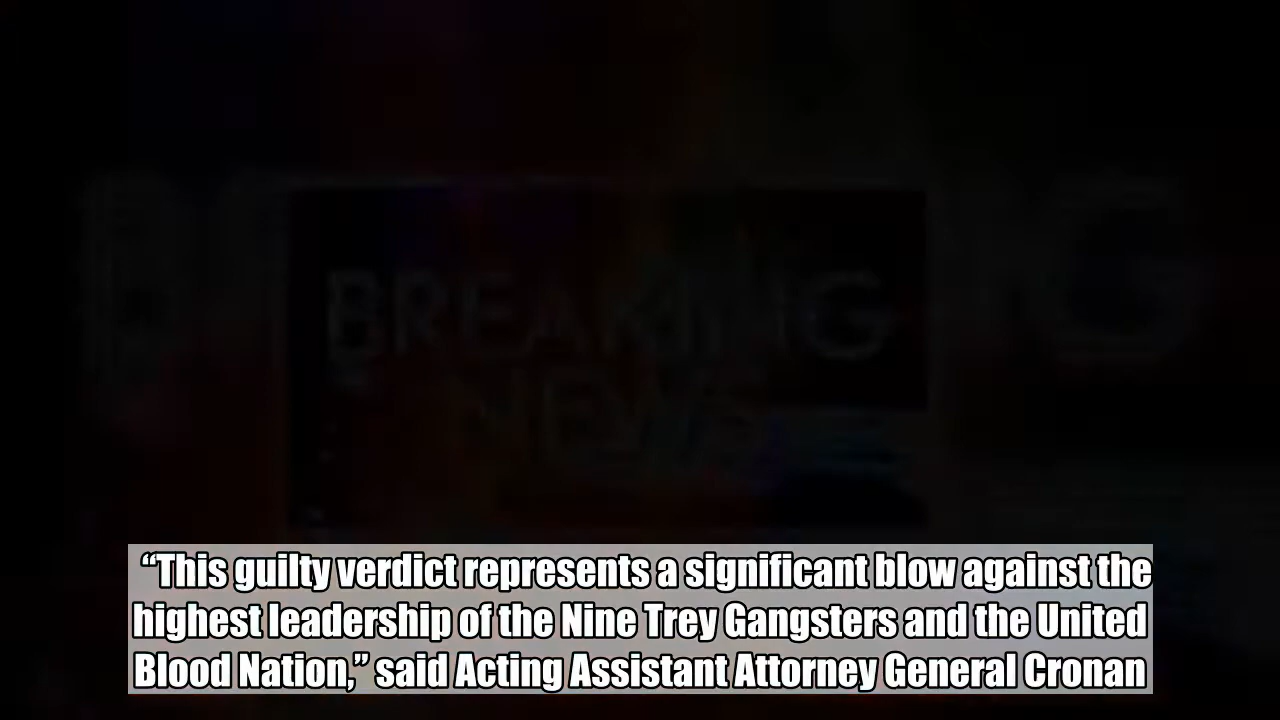 BREAKING
NEWS
“This guilty verdict represents a significant blow against the
highest leadership of the Nine Trey Gangsters and the United
Blood Nation,” said Acting Assistant Attorney General Cronan